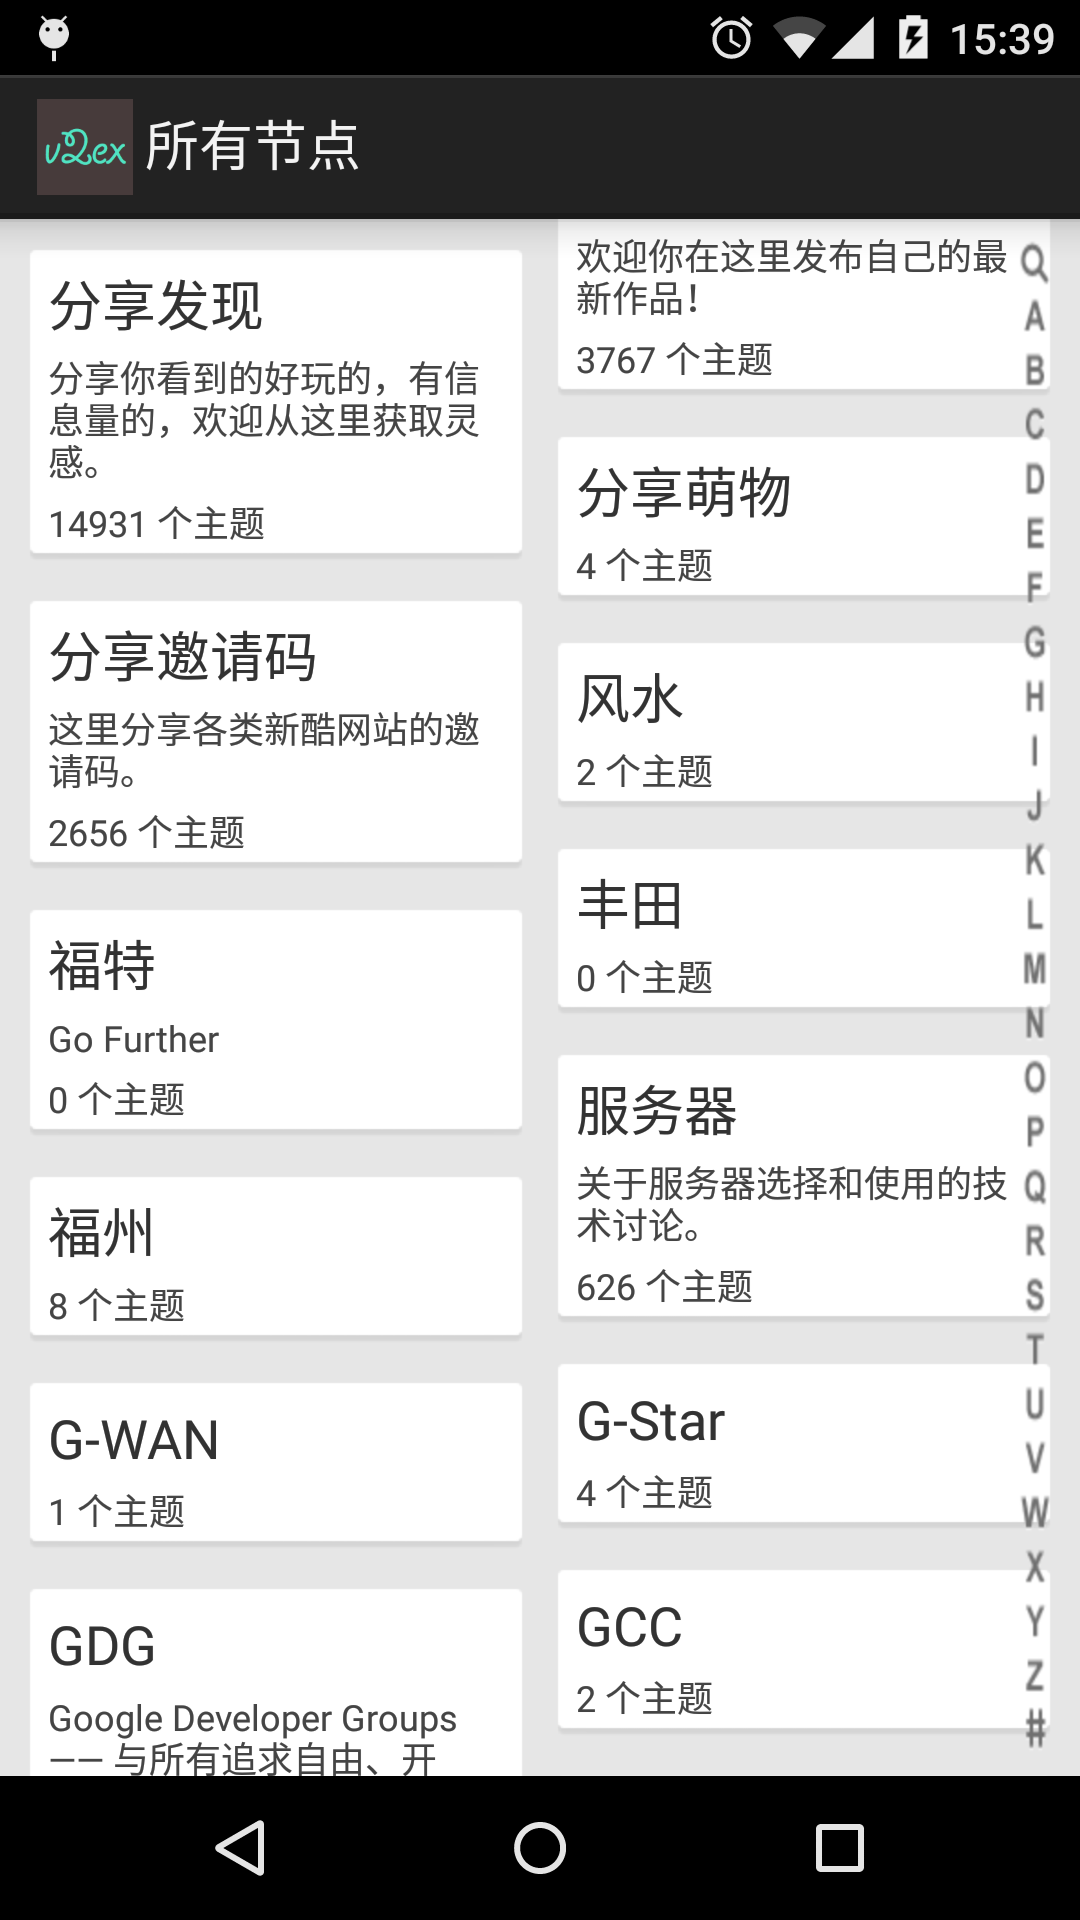 15:39
v2ex 所有节点
分享发现
分享你看到的好玩的，有信
息量的，欢迎从这里获取灵
感。
14931 个主题
分享邀请码
这里分享各类新酷网站的邀
请码。
2656 个主题
福特
Go Further
0 个主题
福州
8 个主题
G-WAN
1 个主题
GDG
Google Developer Groups
—— 与所有追求自由、开
欢迎你在这里发布自己的最
新作品！
3767 个主题
分享萌物
4 个主题
风水
2 个主题
丰田
0 个主题
服务器
关于服务器选择和使用的技
术讨论。
626 个主题
G-Star
4 个主题
GCC
2 个主题
A
B
C
D
E
F
G
H
I
J
K
L
M
N
O
P
Q
R
S
T
U
V
W
X
Y
Z
#